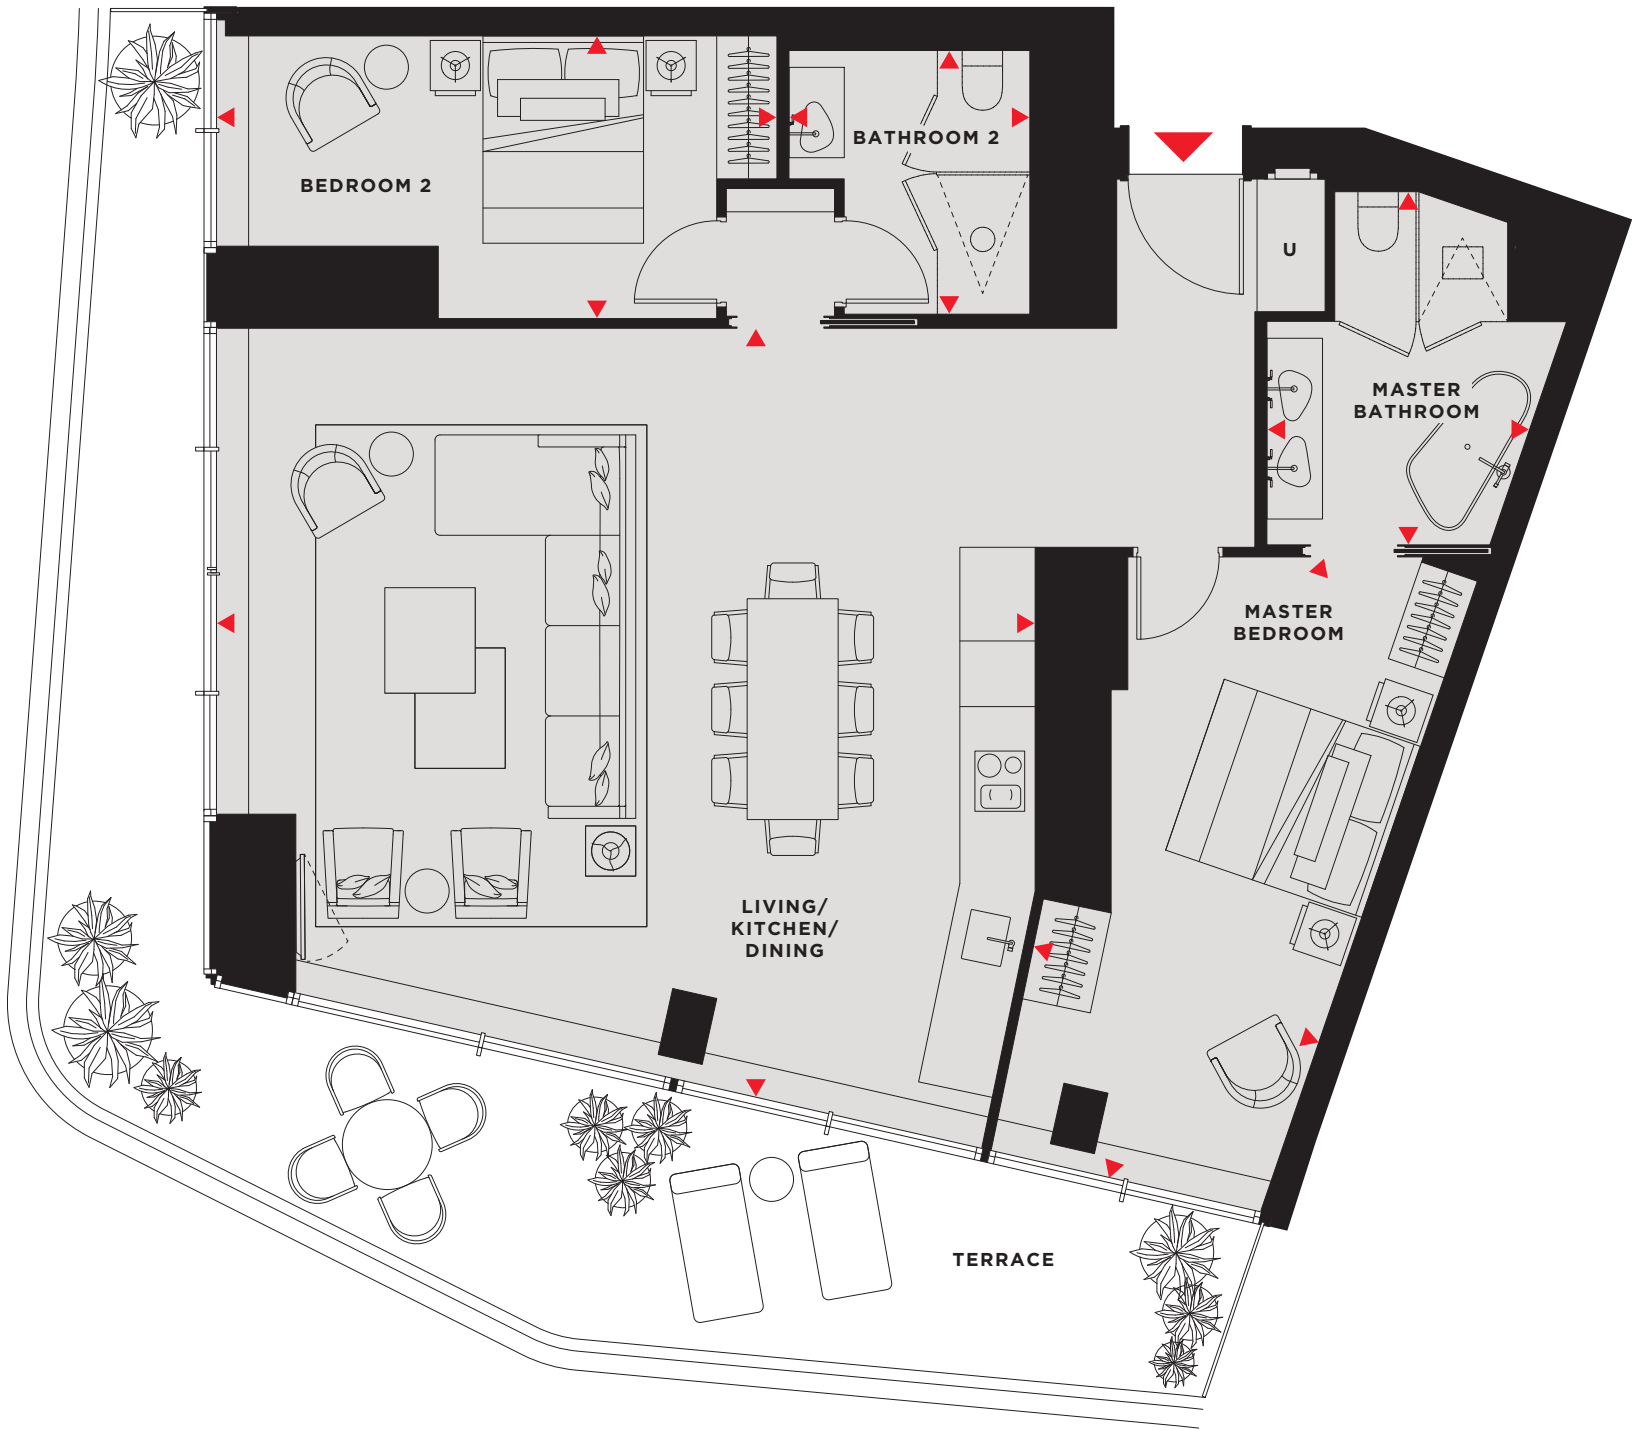 BATHROOM 2
BEDROOM 2
U
MASTER
BATHROOM
MASTER
BEDROOM
LIVING/
KITCHEN/
DINING
TERRACE